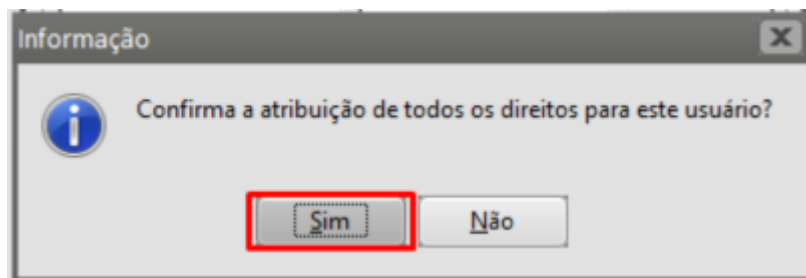 Informação
Confirma a atribuição de todos os direitos para este usuário?
Sim
Não